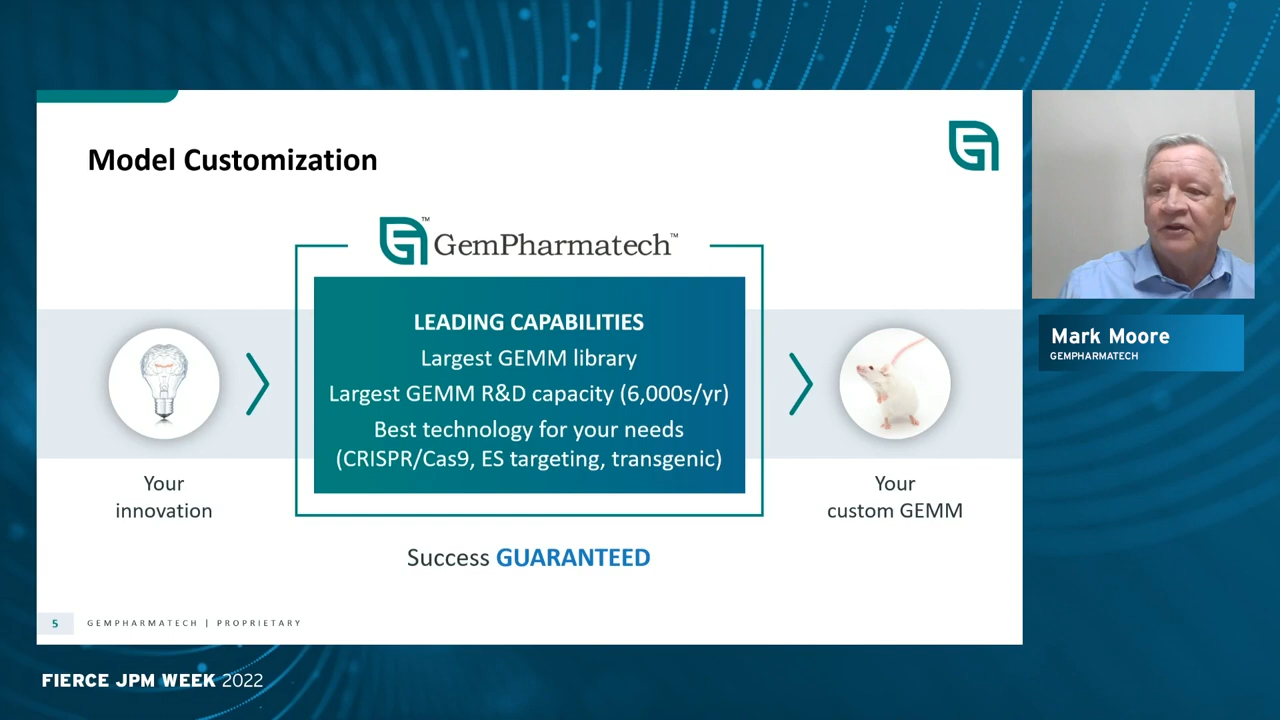 Model Customization
GemPharmatech™
™
LEADING CAPABILITIES
Largest GEMM library
Largest GEMM R&D capacity (6,000s/yr)
Best technology for your needs
(CRISPR/Cas9, ES targeting, transgenic)
Your
innovation
Your
custom GEMM
Success GUARANTEED
5 GEMPHARMATECH | PROPRIETARY
Mark Moore
GEMPHARMATECH
FIERCE JPM WEEK 2022